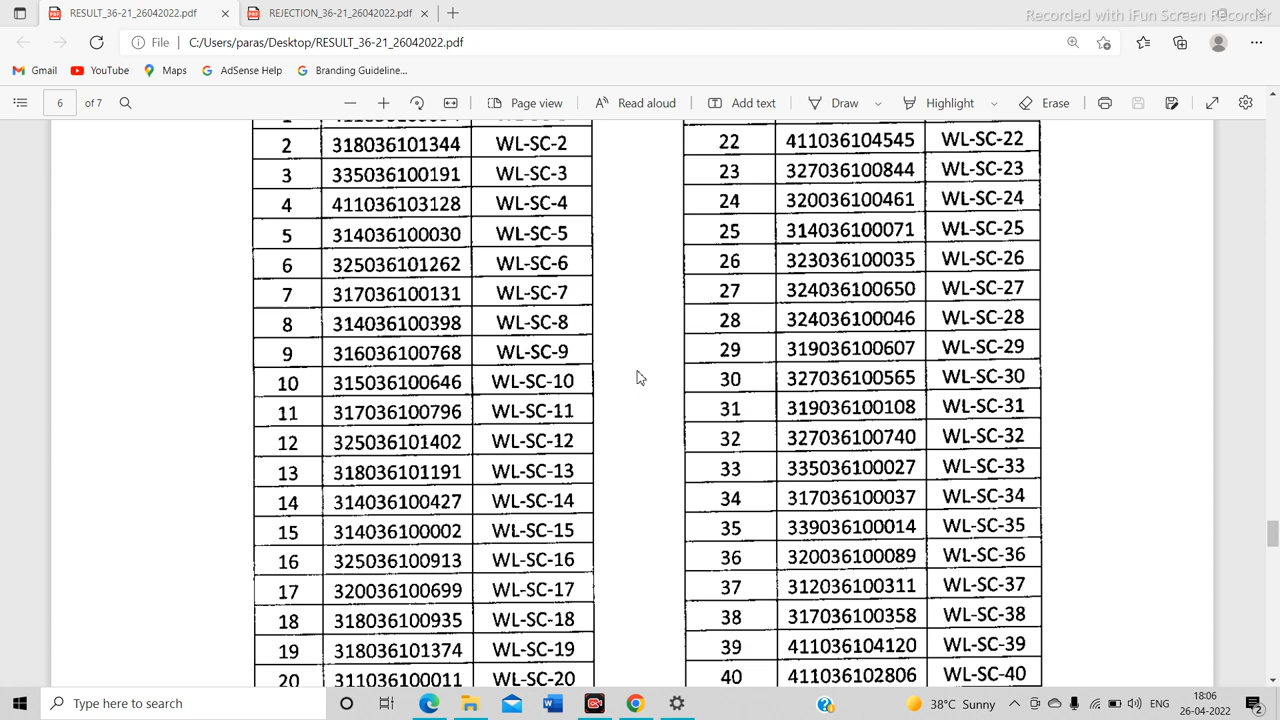 RESULT_36-21_26042022.pdf
REJECTION_36-21_26042022.pdf
Recorded with iFun Screen Recorder
File C:/Users/paras/Desktop/RESULT_36-21_26042022.pdf
Gmail YouTube Maps AdSense Help Branding Guideline...
6 of 7 Page view Read aloud Add text Draw Highlight Erase
2 318036101344 WL-SC-2
3 335036100191 WL-SC-3
4 411036103128 WL-SC-4
5 314036100030 WL-SC-5
6 325036101262 WL-SC-6
7 317036100131 WL-SC-7
8 314036100398 WL-SC-8
9 316036100768 WL-SC-9
10 315036100646 WL-SC-10
11 317036100796 WL-SC-11
12 325036101402 WL-SC-12
13 318036101191 WL-SC-13
14 314036100427 WL-SC-14
15 314036100002 WL-SC-15
16 325036100913 WL-SC-16
17 320036100699 WL-SC-17
18 318036100935 WL-SC-18
19 318036101374 WL-SC-19
20 311036100011 WL-SC-20
22 411036104545 WL-SC-22
23 327036100844 WL-SC-23
24 320036100461 WL-SC-24
25 314036100071 WL-SC-25
26 323036100035 WL-SC-26
27 324036100650 WL-SC-27
28 324036100046 WL-SC-28
29 319036100607 WL-SC-29
30 327036100565 WL-SC-30
31 319036100108 WL-SC-31
32 327036100740 WL-SC-32
33 335036100027 WL-SC-33
34 317036100037 WL-SC-34
35 339036100014 WL-SC-35
36 320036100089 WL-SC-36
37 312036100311 WL-SC-37
38 317036100358 WL-SC-38
39 411036104120 WL-SC-39
40 411036102806 WL-SC-40
Type here to search
38°C Sunny
18:06
26-04-2022
2